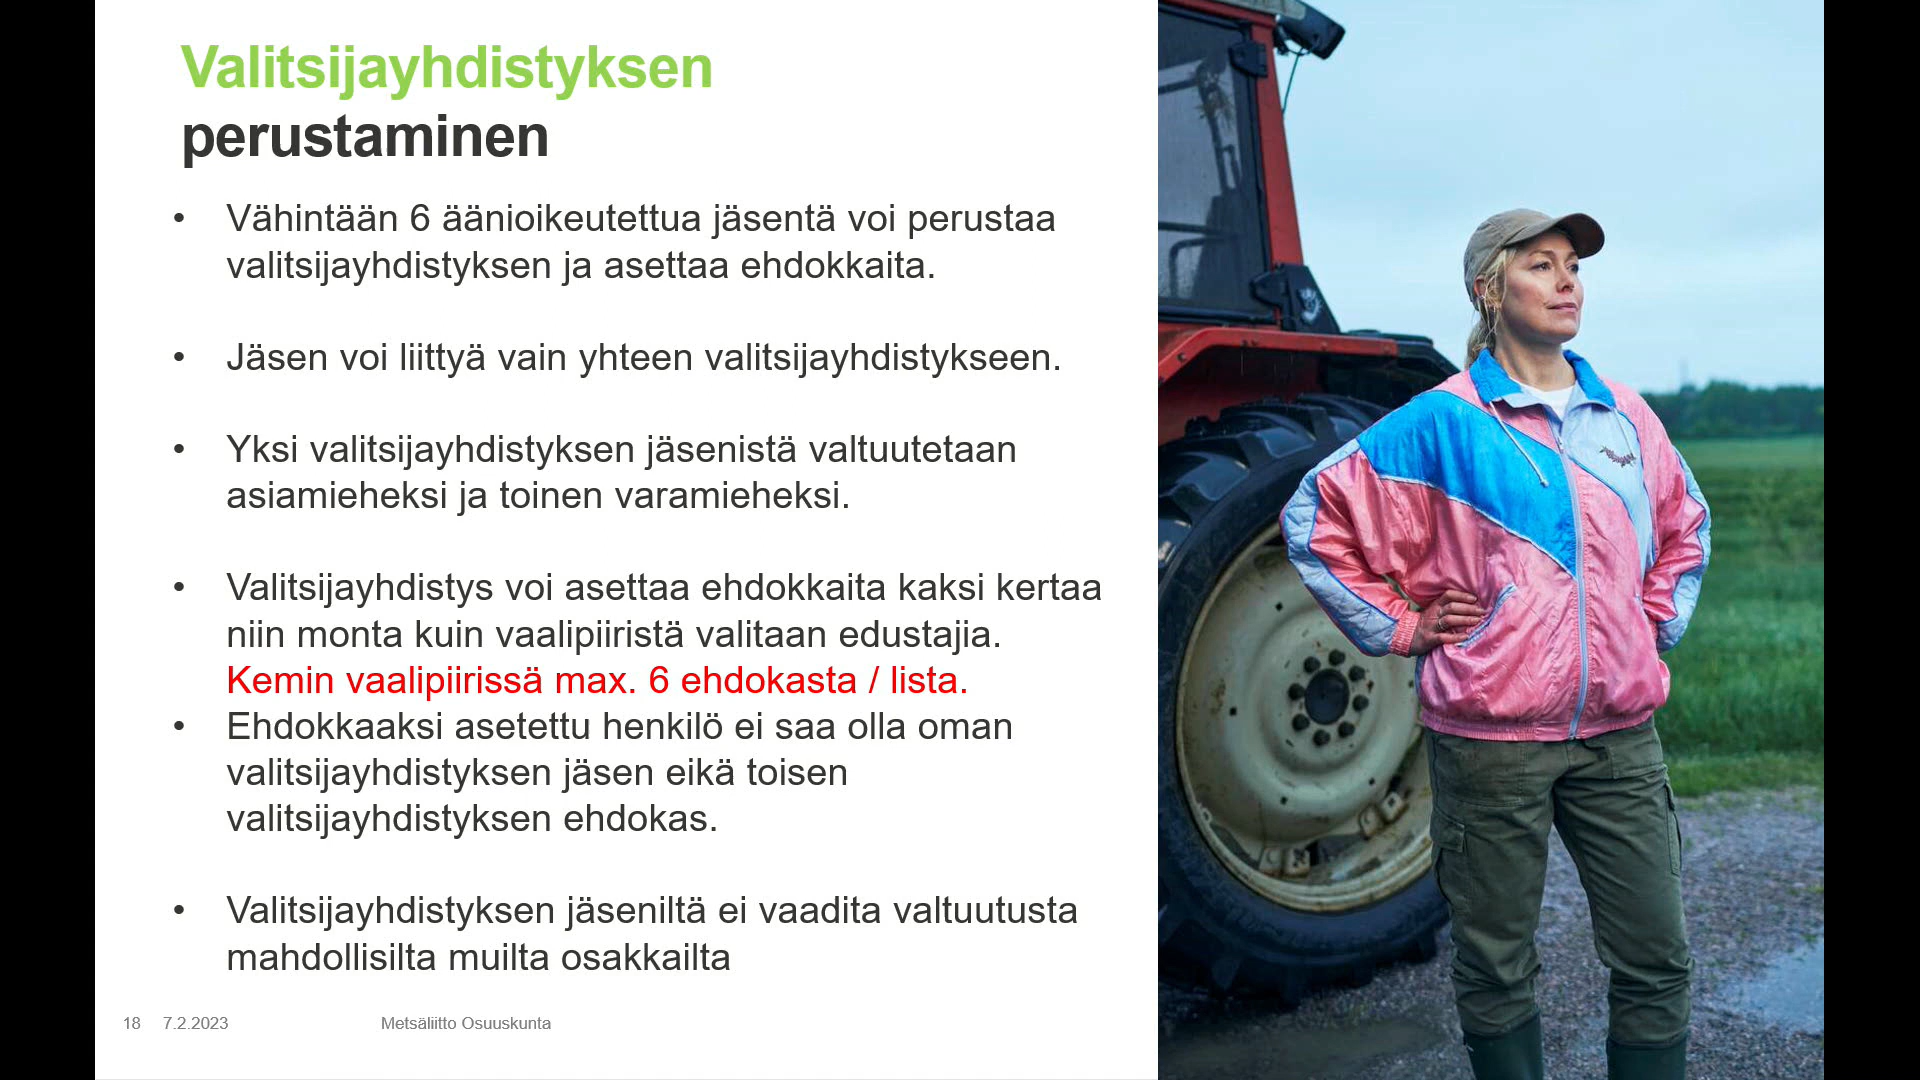 Valitsijayhdistyksen
perustaminen
• Vähintään 6 äänioikeutettua jäsentä voi perustaa
valitsijayhdistyksen ja asettaa ehdokkaita.
• Jäsen voi liittyä vain yhteen valitsijayhdistykseen.
• Yksi valitsijayhdistyksen jäsenistä valtuutetaan
asiamieheksi ja toinen varamieheksi.
• Valitsijayhdistys voi asettaa ehdokkaita kaksi kertaa
niin monta kuin vaalipiiristä valitaan edustajia.
Kemin vaalipiirissä max. 6 ehdokasta / lista.
• Ehdokkaaksi asetettu henkilö ei saa olla oman
valitsijayhdistyksen jäsen eikä toisen
valitsijayhdistyksen ehdokas.
• Valitsijayhdistyksen jäseniltä ei vaadita valtuutusta
mahdollisilta muilta osakkailta
18 7.2.2023 Metsäliitto Osuuskunta